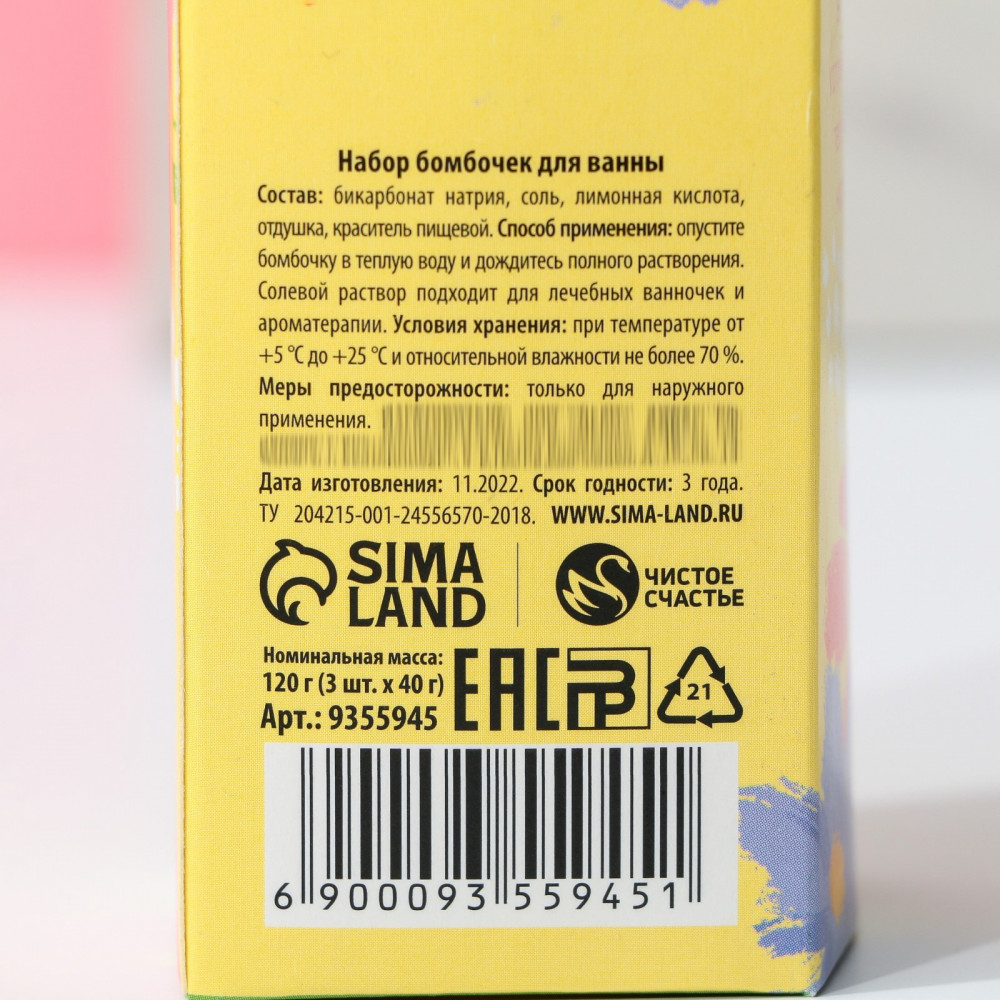 Набор бомбочек для ванны
Состав: бикарбонат натрия, соль, лимонная кислота,
отдушка, краситель пищевой. Способ применения: опустите
бомбочку в теплую воду и дождитесь полного растворения.
Солевой раствор подходит для лечебных ванночек и
ароматерапии. Условия хранения: при температуре от
+5 °C до +25 °C и относительной влажности не более 70 %.
Меры предосторожности: только для наружного
применения.
Дата изготовления: 11.2022. Срок годности: 3 года.
ТУ 204215-001-24556570-2018. WWW.SIMA-LAND.RU
SIMA
LAND
ЧИСТОЕ
СЧАСТЬЕ
Номинальная масса:
120 г (3 шт. х 40 г)
Арт.: 9355945
EAC
21
6 900093 559451